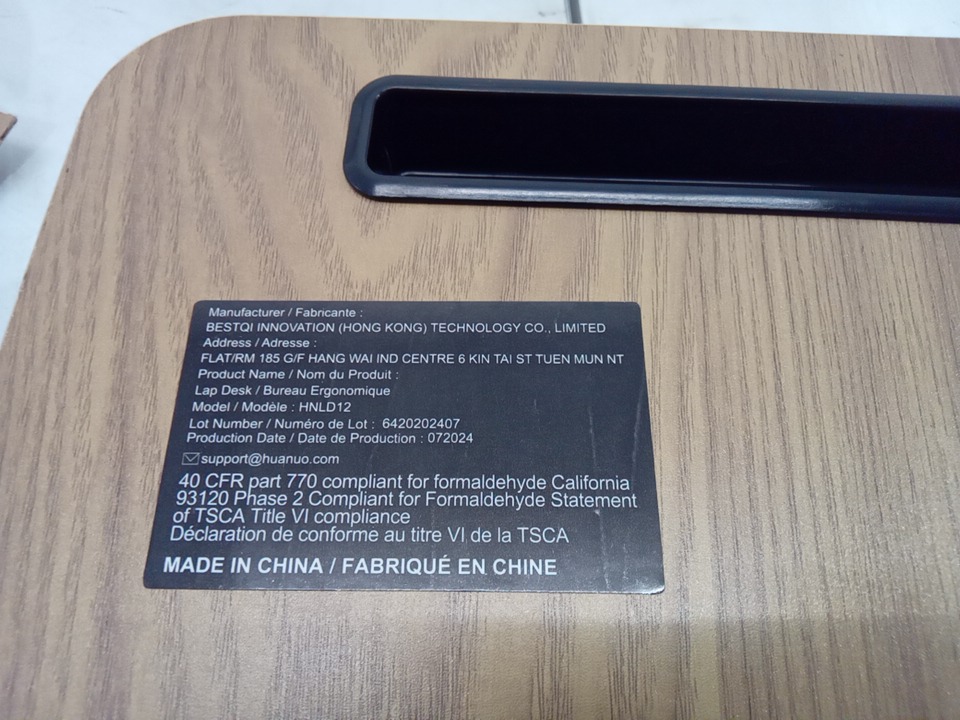 Manufacturer / Fabricante :
BESTQI INNOVATION (HONG KONG) TECHNOLOGY CO., LIMITED
Address / Adresse :
FLAT/RM 185 G/F HANG WAI IND CENTRE 6 KIN TAI ST TUEN MUN NT
Product Name / Nom du Produit :
Lap Desk / Bureau Ergonomique
Model / Modèle : HNLD12
Lot Number / Numéro de Lot : 6420202407
Production Date / Date de Production : 072024
support@huanuo.com
40 CFR part 770 compliant for formaldehyde California
93120 Phase 2 Compliant for Formaldehyde Statement
of TSCA Title VI compliance
Déclaration de conforme au titre VI de la TSCA
MADE IN CHINA / FABRIQUÉ EN CHINE